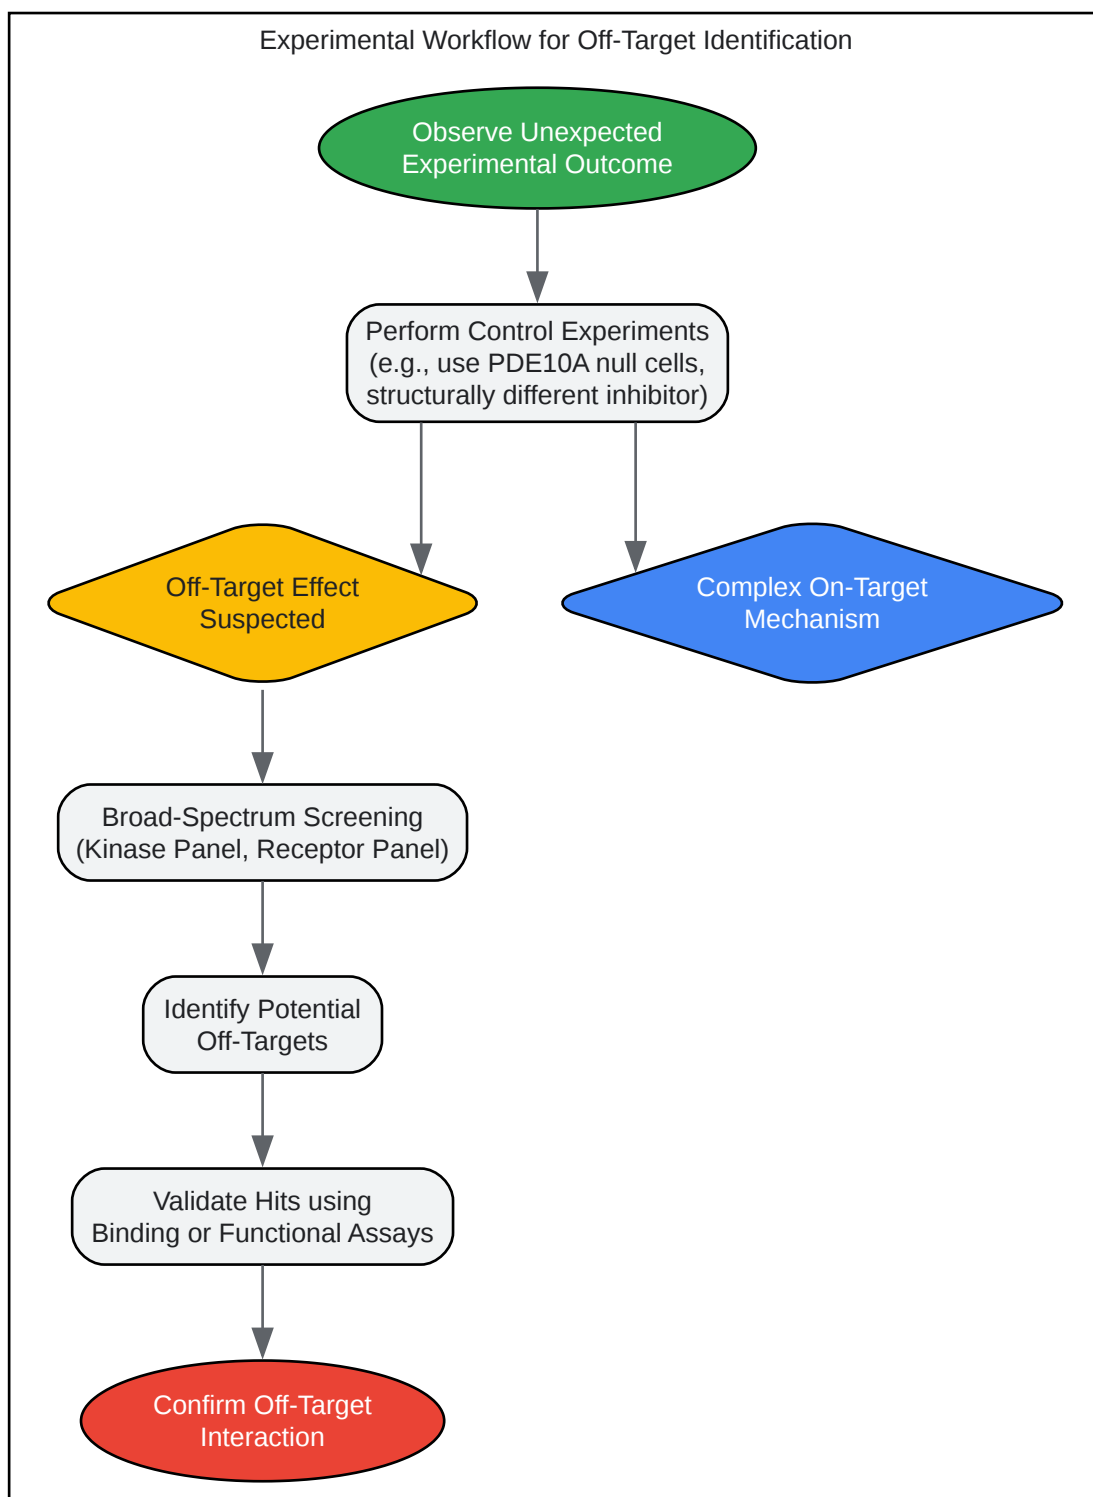 Experimental Workflow for Off-Target Identification
Observe Unexpected
Experimental Outcome
Perform Control Experiments
(e.g., use PDE10A null cells,
structurally different inhibitor)
Off-Target Effect
Suspected
Complex On-Target
Mechanism
Broad-Spectrum Screening
(Kinase Panel, Receptor Panel)
Identify Potential
Off-Targets
Validate Hits using
Binding or Functional Assays
Confirm Off-Target
Interaction